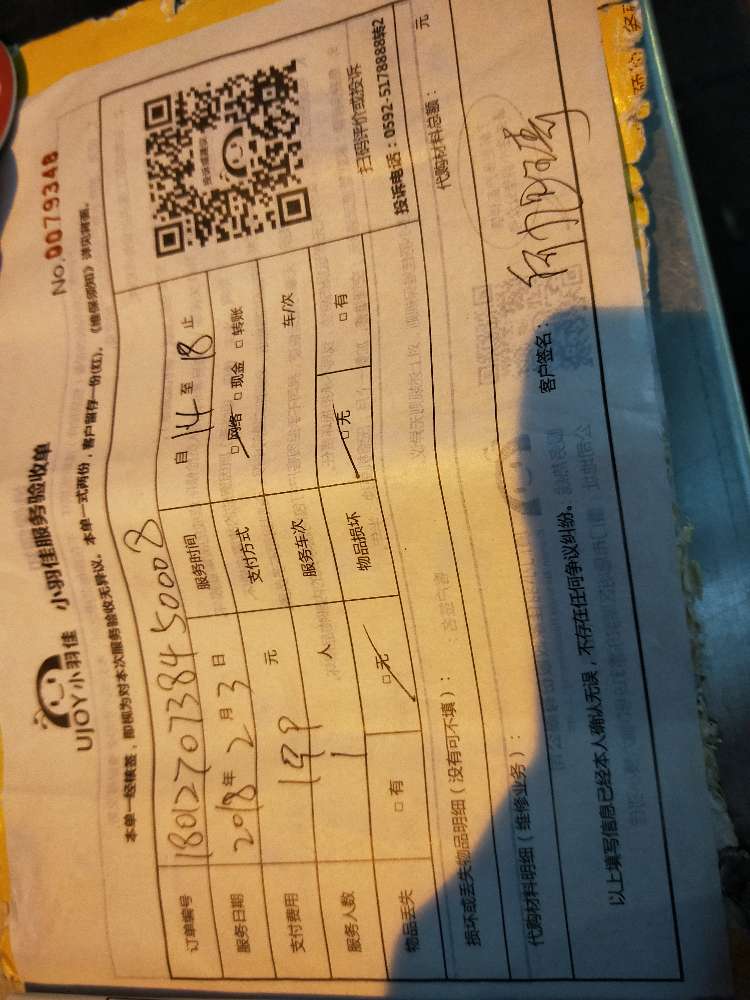 UJOY小羽佳 小羽佳服务验收单
No.0079348
本单一经核签，即视为对本次服务验收无异议。本单一式两份，客户留存一份(红)。《维保须知》详见背面。
订单编号 1801270738450008
服务日期 2018年 2月 3日 服务时间 自 14 至 18 止
支付费用 199 元 支付方式 □网络 □现金 □转账
服务人数 1 人 服务车次 车/次
物品丢失 □有 □无 物品损坏 □无 □有
扫码评价或投诉
投诉电话：0592-5178888转2
损坏或丢失物品明细（没有可不填）：
代购材料明细（维修业务）： 代购材料总额： 元
以上填写信息已经本人确认无误，不存在任何争议纠纷。 客户签名：